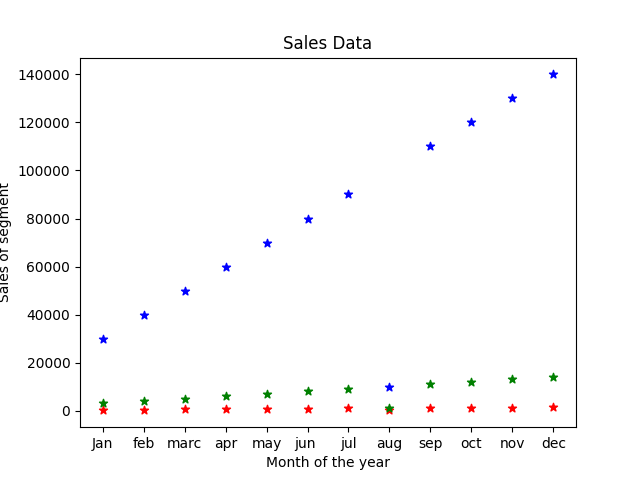 Sales Data
140000
120000
100000
80000
60000
40000
20000
0
Sales of segment
Jan feb marc apr may jun jul aug sep oct nov dec
Month of the year